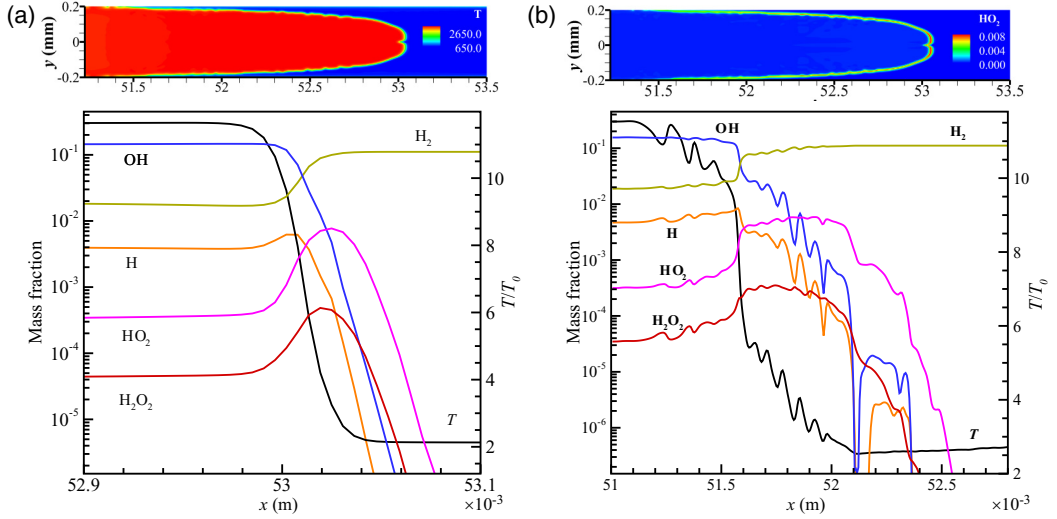 (a)
0.2
0
-0.2
y (mm)
T
2650.0
650.0
51.5 52 52.5 53 53.5
(b)
0.2
0
-0.2
y (mm)
HO2
0.008
0.004
0.000
51.5 52 52.5 53 53.5
Mass fraction
10^-1
10^-2
10^-3
10^-4
10^-5
OH
H2
H
HO2
H2O2
T
10
8
6
4
2
T/T0
52.9 53 53.1
x (m) ×10^-3
Mass fraction
10^-1
10^-2
10^-3
10^-4
10^-5
10^-6
OH
H2
H
HO2
H2O2
T
10
8
6
4
2
T/T0
51 51.5 52 52.5
x (m) ×10^-3